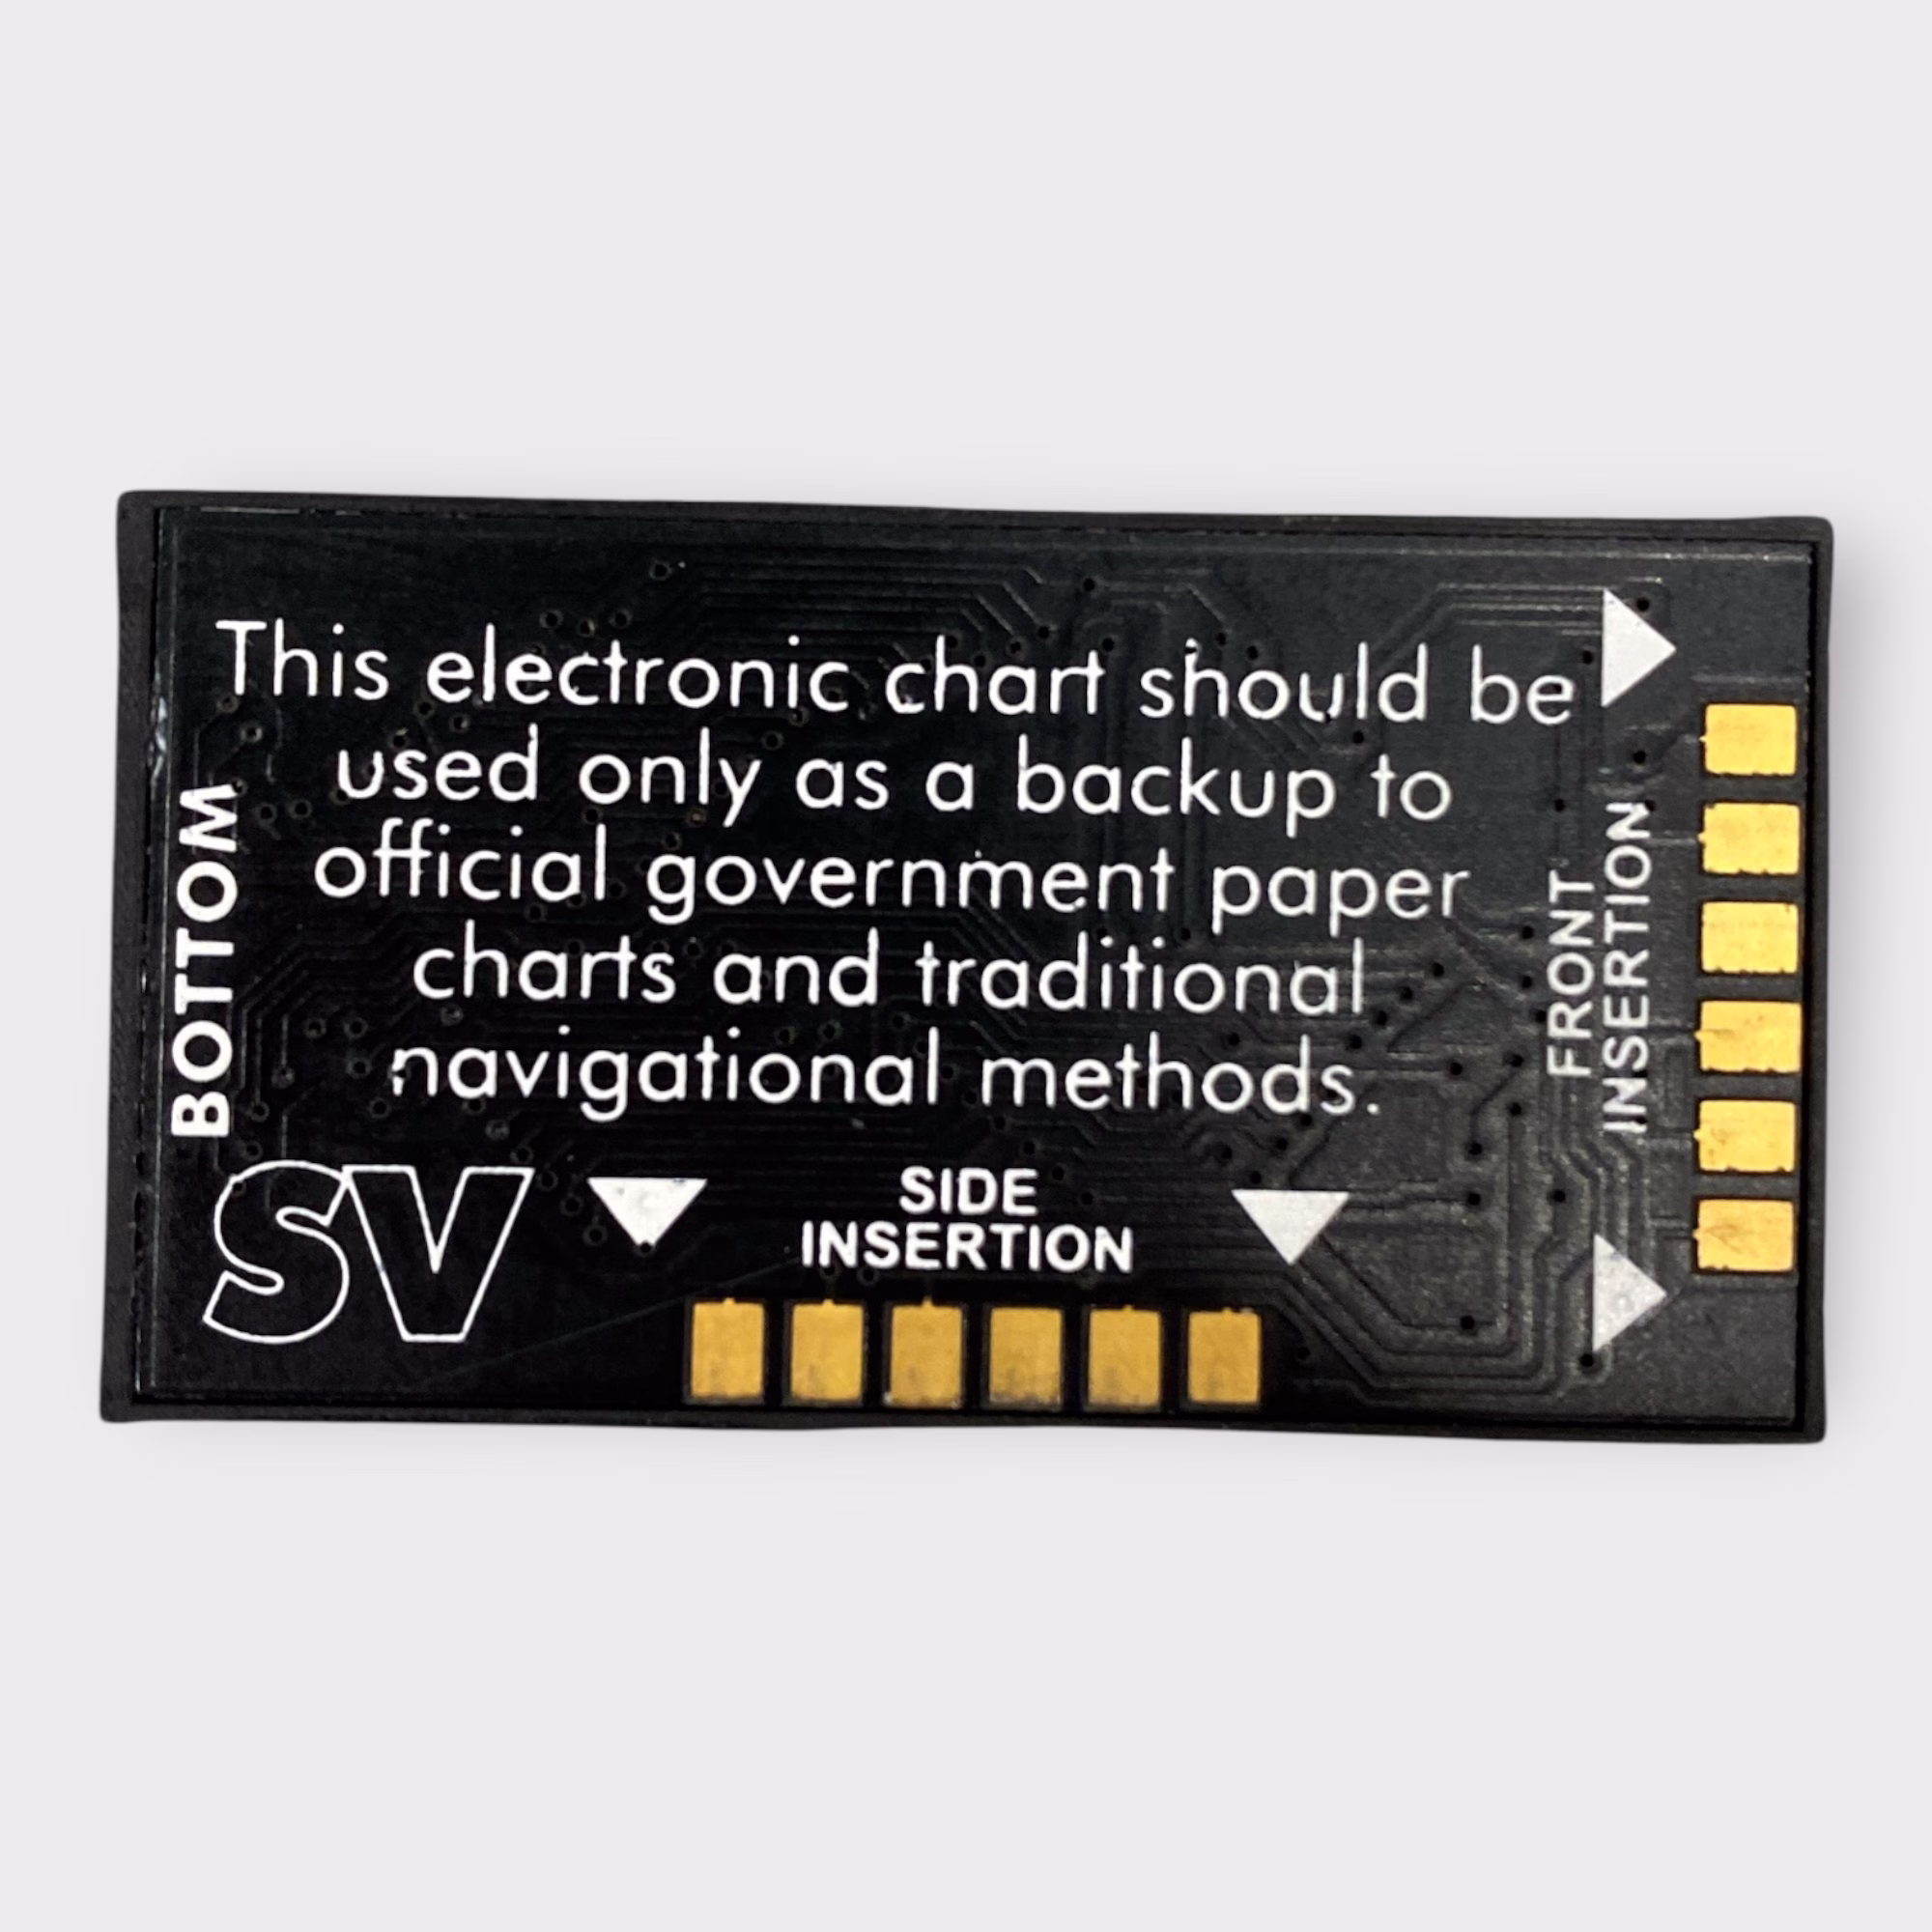 This electronic chart should be
used only as a backup to
official government paper
charts and traditional
navigational methods.
BOTTOM
SV
SIDE
INSERTION
FRONT
INSERTION